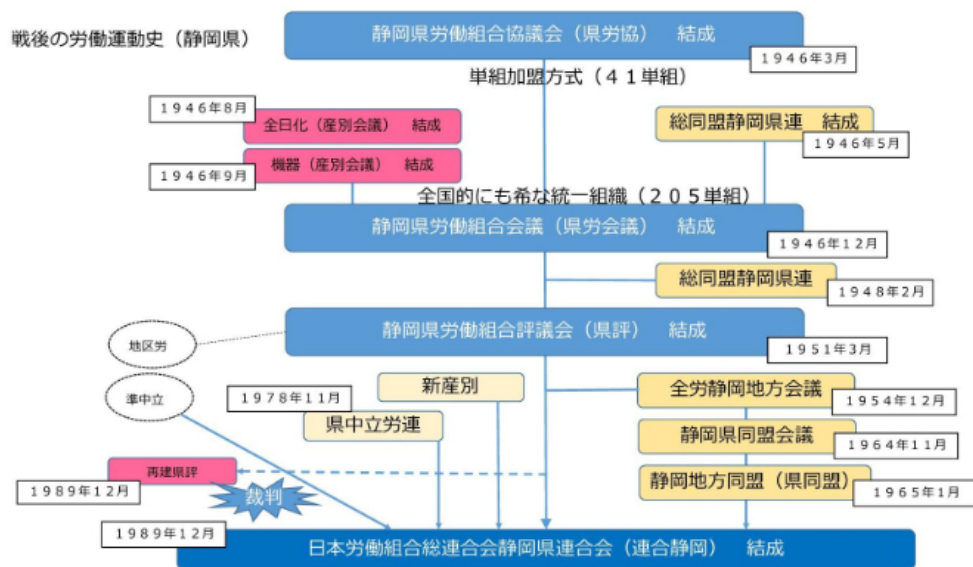 戦後の労働運動史（静岡県）
静岡県労働組合協議会（県労協）　結成
１９４６年３月
単組加盟方式（４１単組）
１９４６年８月
全日化（産別会議）　結成
総同盟静岡県連　結成
１９４６年５月
機器（産別会議）　結成
１９４６年９月
全国的にも希な統一組織（２０５単組）
静岡県労働組合会議（県労会議）　結成
１９４６年１２月
総同盟静岡県連
１９４８年２月
静岡県労働組合評議会（県評）　結成
１９５１年３月
地区労
準中立
新産別
１９７８年１１月
県中立労連
全労静岡地方会議
１９５４年１２月
静岡県同盟会議
１９６４年１１月
再建県評
１９８９年１２月
裁判
静岡地方同盟（県同盟）
１９６５年１月
１９８９年１２月
日本労働組合総連合会静岡県連合会（連合静岡）　結成